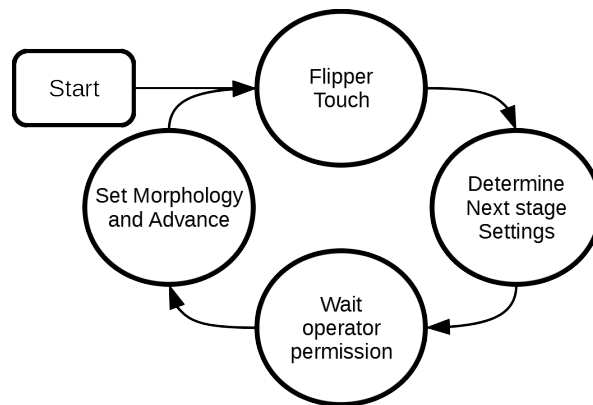 Start
Flipper
Touch
Set Morphology
and Advance
Determine
Next stage
Settings
Wait
operator
permission